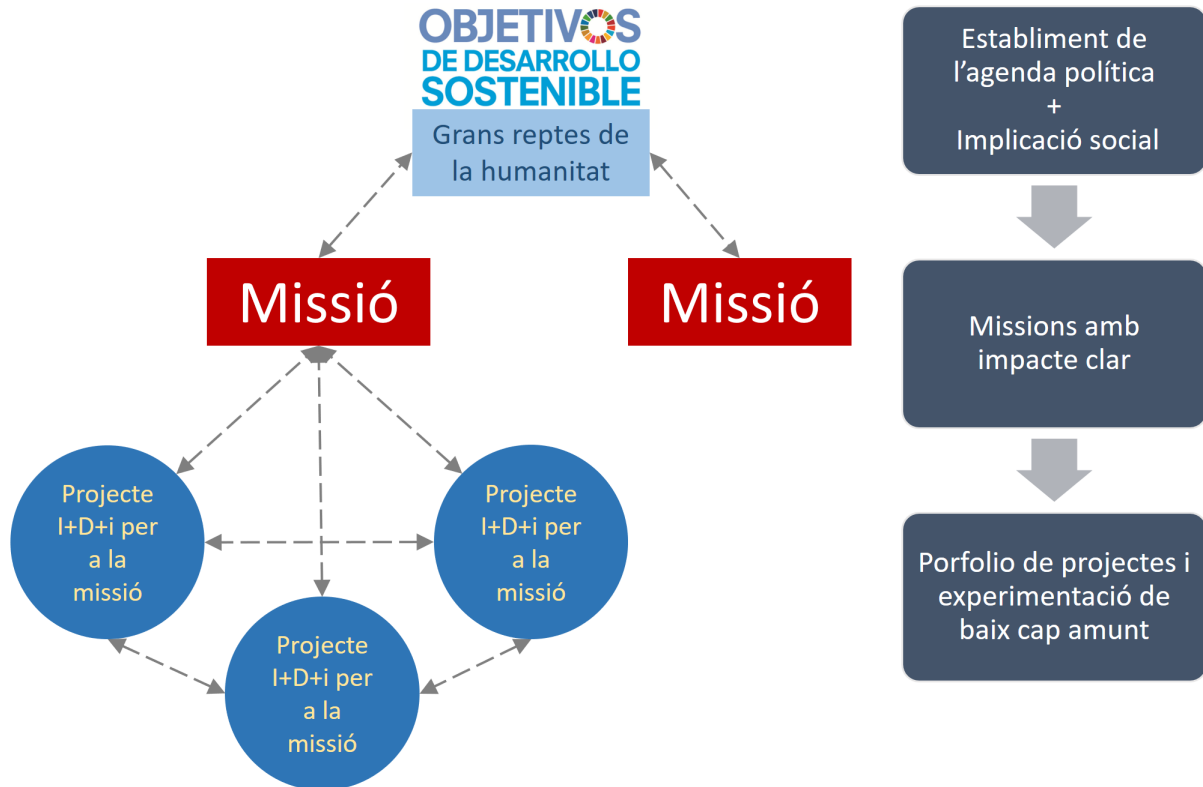 OBJETIVOS
DE DESARROLLO
SOSTENIBLE
Grans reptes de
la humanitat
Missió
Missió
Projecte
I+D+i per
a la
missió
Projecte
I+D+i per
a la
missió
Projecte
I+D+i per
a la
missió
Establiment de
l’agenda política
+
Implicació social
Missions amb
impacte clar
Porfolio de projectes i
experimentació de
baix cap amunt